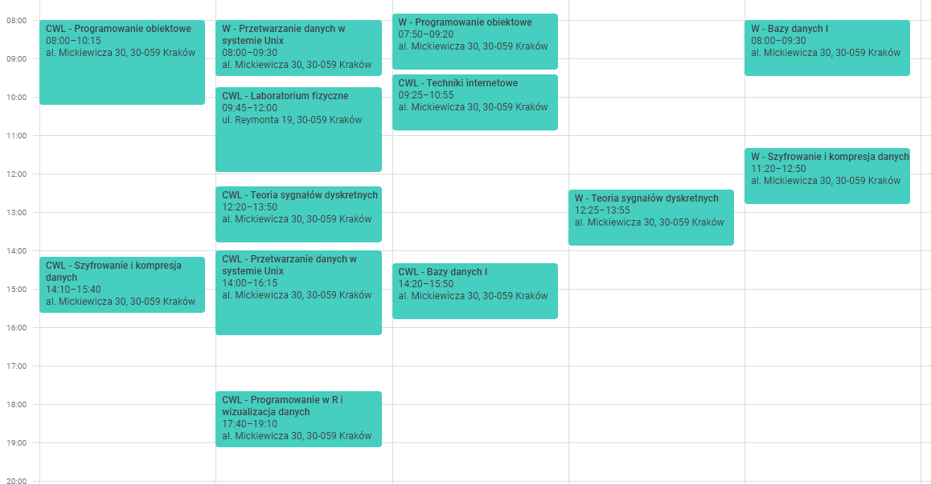 08:00
09:00
10:00
11:00
12:00
13:00
14:00
15:00
16:00
17:00
18:00
19:00
20:00
CWL - Programowanie obiektowe
08:00–10:15
al. Mickiewicza 30, 30-059 Kraków
CWL - Szyfrowanie i kompresja
danych
14:10–15:40
al. Mickiewicza 30, 30-059 Kraków
W - Przetwarzanie danych w
systemie Unix
08:00–09:30
al. Mickiewicza 30, 30-059 Kraków
CWL - Laboratorium fizyczne
09:45–12:00
ul. Reymonta 19, 30-059 Kraków
CWL - Teoria sygnałów dyskretnych
12:20–13:50
al. Mickiewicza 30, 30-059 Kraków
CWL - Przetwarzanie danych w
systemie Unix
14:00–16:15
al. Mickiewicza 30, 30-059 Kraków
CWL - Programowanie w R i
wizualizacja danych
17:40–19:10
al. Mickiewicza 30, 30-059 Kraków
W - Programowanie obiektowe
07:50–09:20
al. Mickiewicza 30, 30-059 Kraków
CWL - Techniki internetowe
09:25–10:55
al. Mickiewicza 30, 30-059 Kraków
CWL - Bazy danych I
14:20–15:50
al. Mickiewicza 30, 30-059 Kraków
W - Teoria sygnałów dyskretnych
12:25–13:55
al. Mickiewicza 30, 30-059 Kraków
W - Bazy danych I
08:00–09:30
al. Mickiewicza 30, 30-059 Kraków
W - Szyfrowanie i kompresja danych
11:20–12:50
al. Mickiewicza 30, 30-059 Kraków